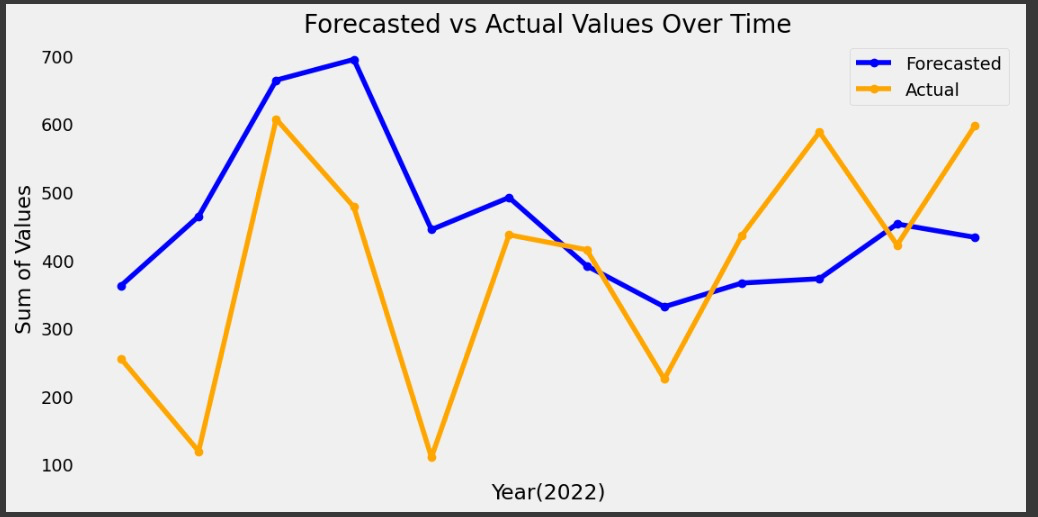 Forecasted vs Actual Values Over Time
Forecasted
Actual
Sum of Values
700
600
500
400
300
200
100
Year(2022)